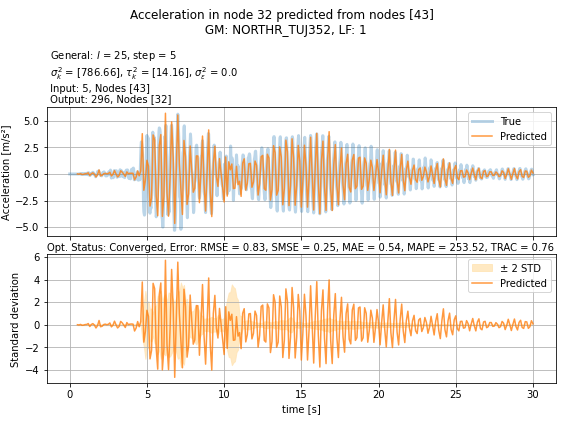 Acceleration in node 32 predicted from nodes [43]
GM: NORTHR_TUJ352, LF: 1
General: l = 25, step = 5
σ²ₖ = [786.66], τ²ₖ = [14.16], σ²ε = 0.0
Input: 5, Nodes [43]
Output: 296, Nodes [32]
Acceleration [m/s²]
5.0
2.5
0.0
−2.5
−5.0
True
Predicted
Opt. Status: Converged, Error: RMSE = 0.83, SMSE = 0.25, MAE = 0.54, MAPE = 253.52, TRAC = 0.76
Standard deviation
6
4
2
0
−2
−4
± 2 STD
Predicted
0 5 10 15 20 25 30
time [s]